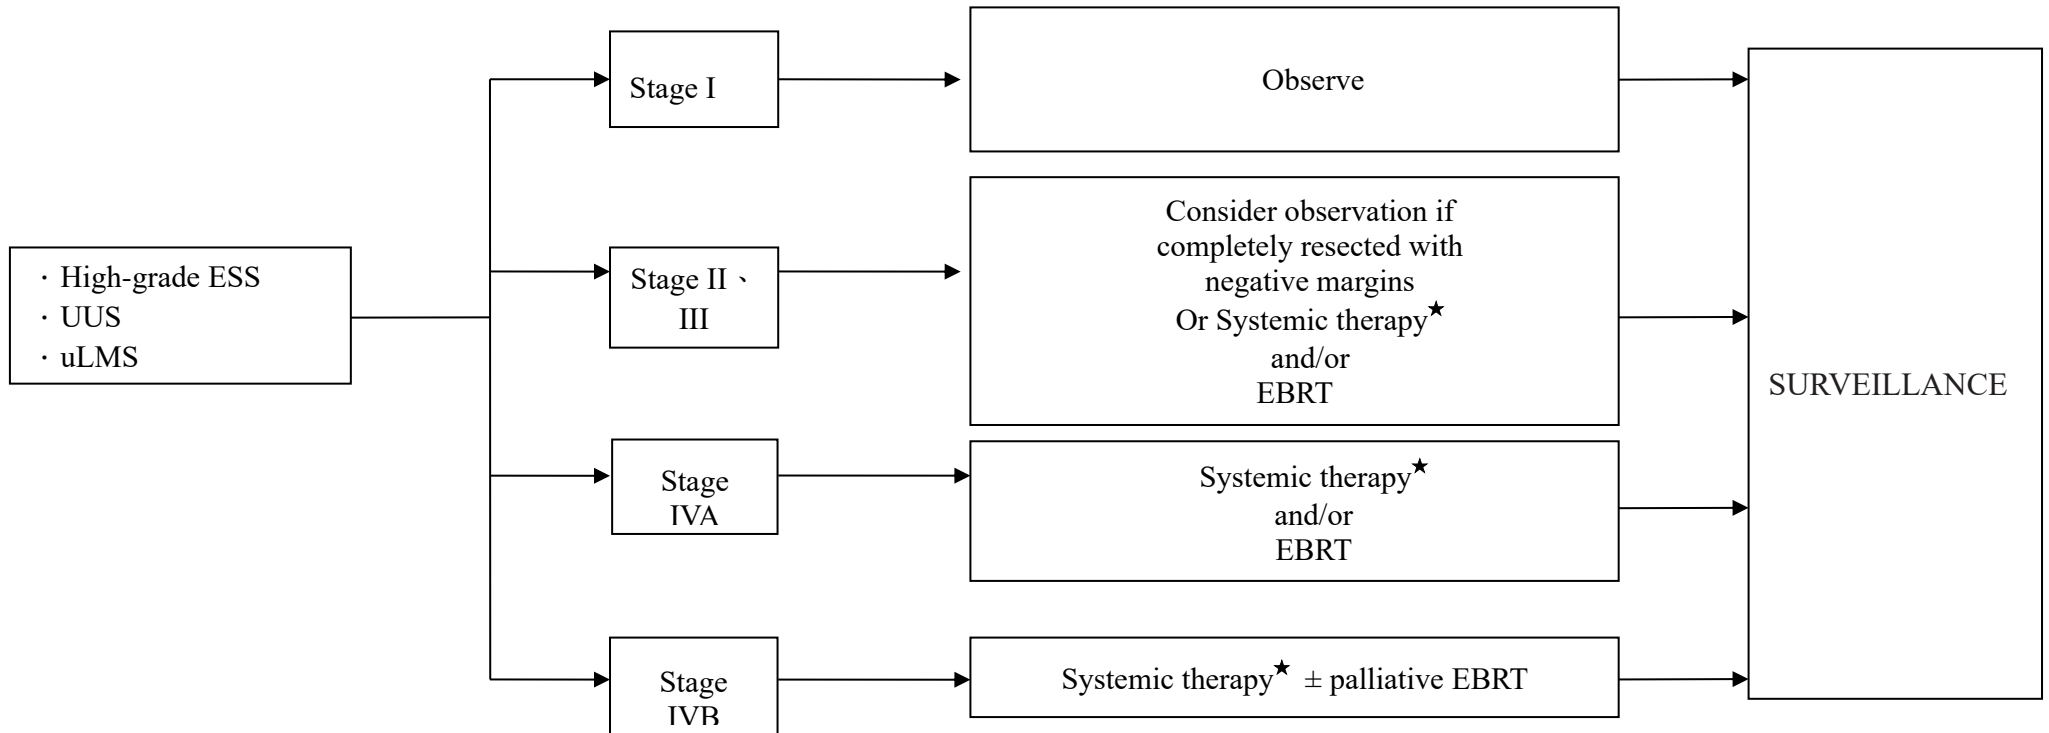 · High-grade ESS
· UUS
· uLMS
Stage I
Observe
Stage II、
III
Consider observation if
completely resected with
negative margins
Or Systemic therapy★
and/or
EBRT
Stage
IVA
Systemic therapy★
and/or
EBRT
Stage
IVB
Systemic therapy★ ± palliative EBRT
SURVEILLANCE